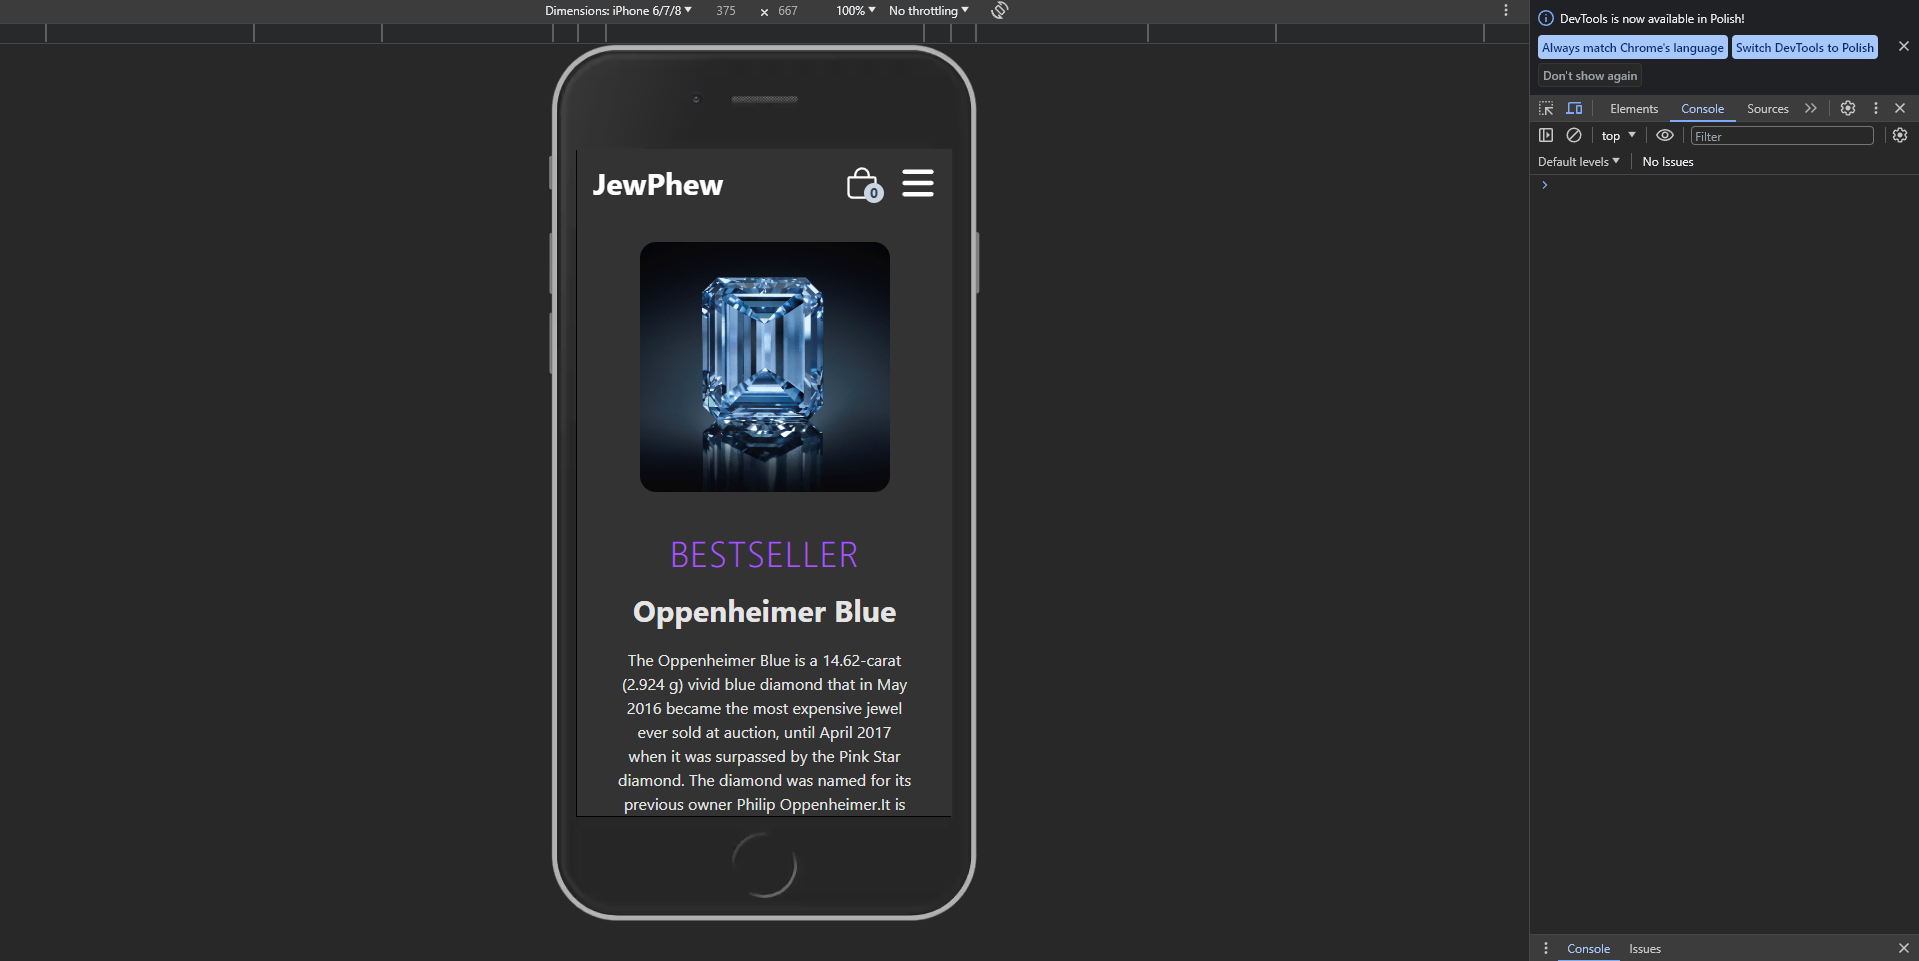 Dimensions: iPhone 6/7/8 375 × 667 100% No throttling
DevTools is now available in Polish!
Always match Chrome's language Switch DevTools to Polish
Don't show again
Elements Console Sources
top Filter
Default levels No Issues
JewPhew 0
BESTSELLER
Oppenheimer Blue
The Oppenheimer Blue is a 14.62-carat
(2.924 g) vivid blue diamond that in May
2016 became the most expensive jewel
ever sold at auction, until April 2017
when it was surpassed by the Pink Star
diamond. The diamond was named for its
previous owner Philip Oppenheimer.It is
Console Issues